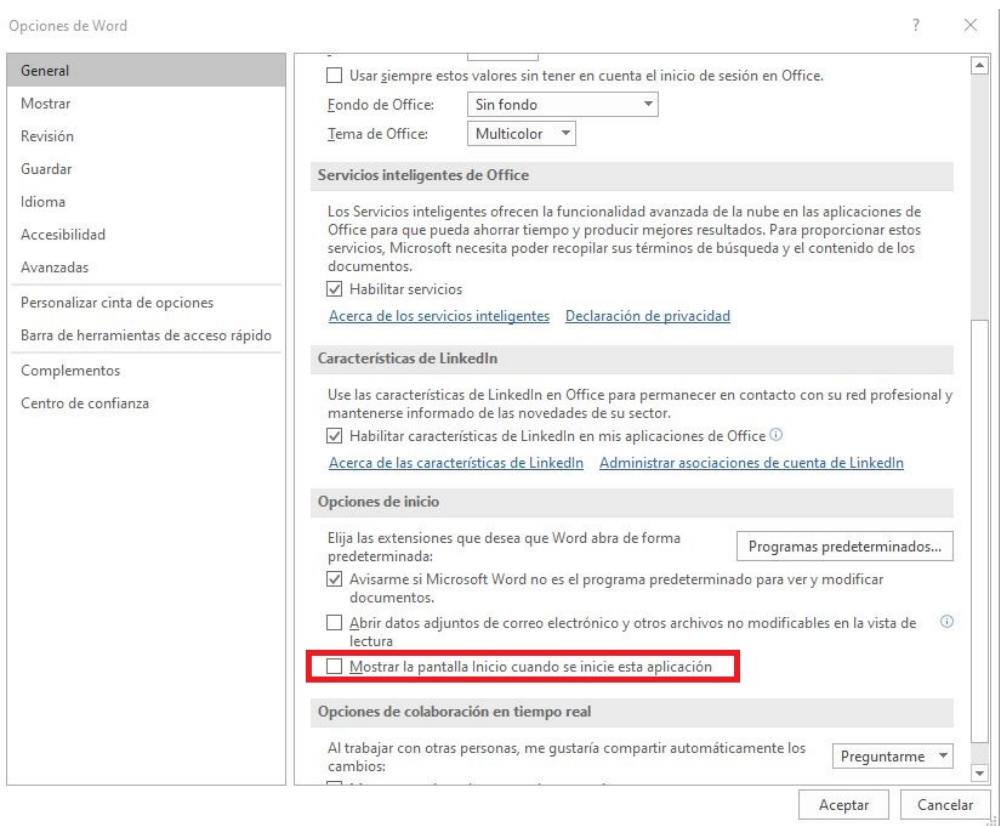 Opciones de Word
?
General
Mostrar
Revisión
Guardar
Idioma
Accesibilidad
Avanzadas
Personalizar cinta de opciones
Barra de herramientas de acceso rápido
Complementos
Centro de confianza
Usar siempre estos valores sin tener en cuenta el inicio de sesión en Office.
Fondo de Office: Sin fondo
Tema de Office: Multicolor
Servicios inteligentes de Office
Los Servicios inteligentes ofrecen la funcionalidad avanzada de la nube en las aplicaciones de
Office para que pueda ahorrar tiempo y producir mejores resultados. Para proporcionar estos
servicios, Microsoft necesita poder recopilar sus términos de búsqueda y el contenido de los
documentos.
Habilitar servicios
Acerca de los servicios inteligentes Declaración de privacidad
Características de LinkedIn
Use las características de LinkedIn en Office para permanecer en contacto con su red profesional y
mantenerse informado de las novedades de su sector.
Habilitar características de LinkedIn en mis aplicaciones de Office
Acerca de las características de LinkedIn Administrar asociaciones de cuenta de LinkedIn
Opciones de inicio
Elija las extensiones que desea que Word abra de forma
predeterminada:
Programas predeterminados...
Avisarme si Microsoft Word no es el programa predeterminado para ver y modificar
documentos.
Abrir datos adjuntos de correo electrónico y otros archivos no modificables en la vista de
lectura
Mostrar la pantalla Inicio cuando se inicie esta aplicación
Opciones de colaboración en tiempo real
Al trabajar con otras personas, me gustaría compartir automáticamente los
cambios:
Preguntarme
Aceptar Cancelar